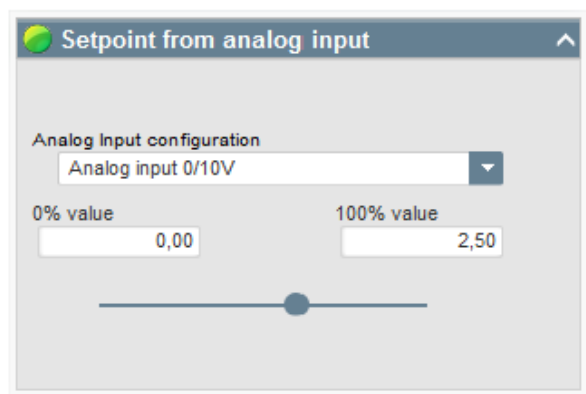 Setpoint from analog input
Analog Input configuration
Analog input 0/10V
0% value 100% value
0,00 2,50